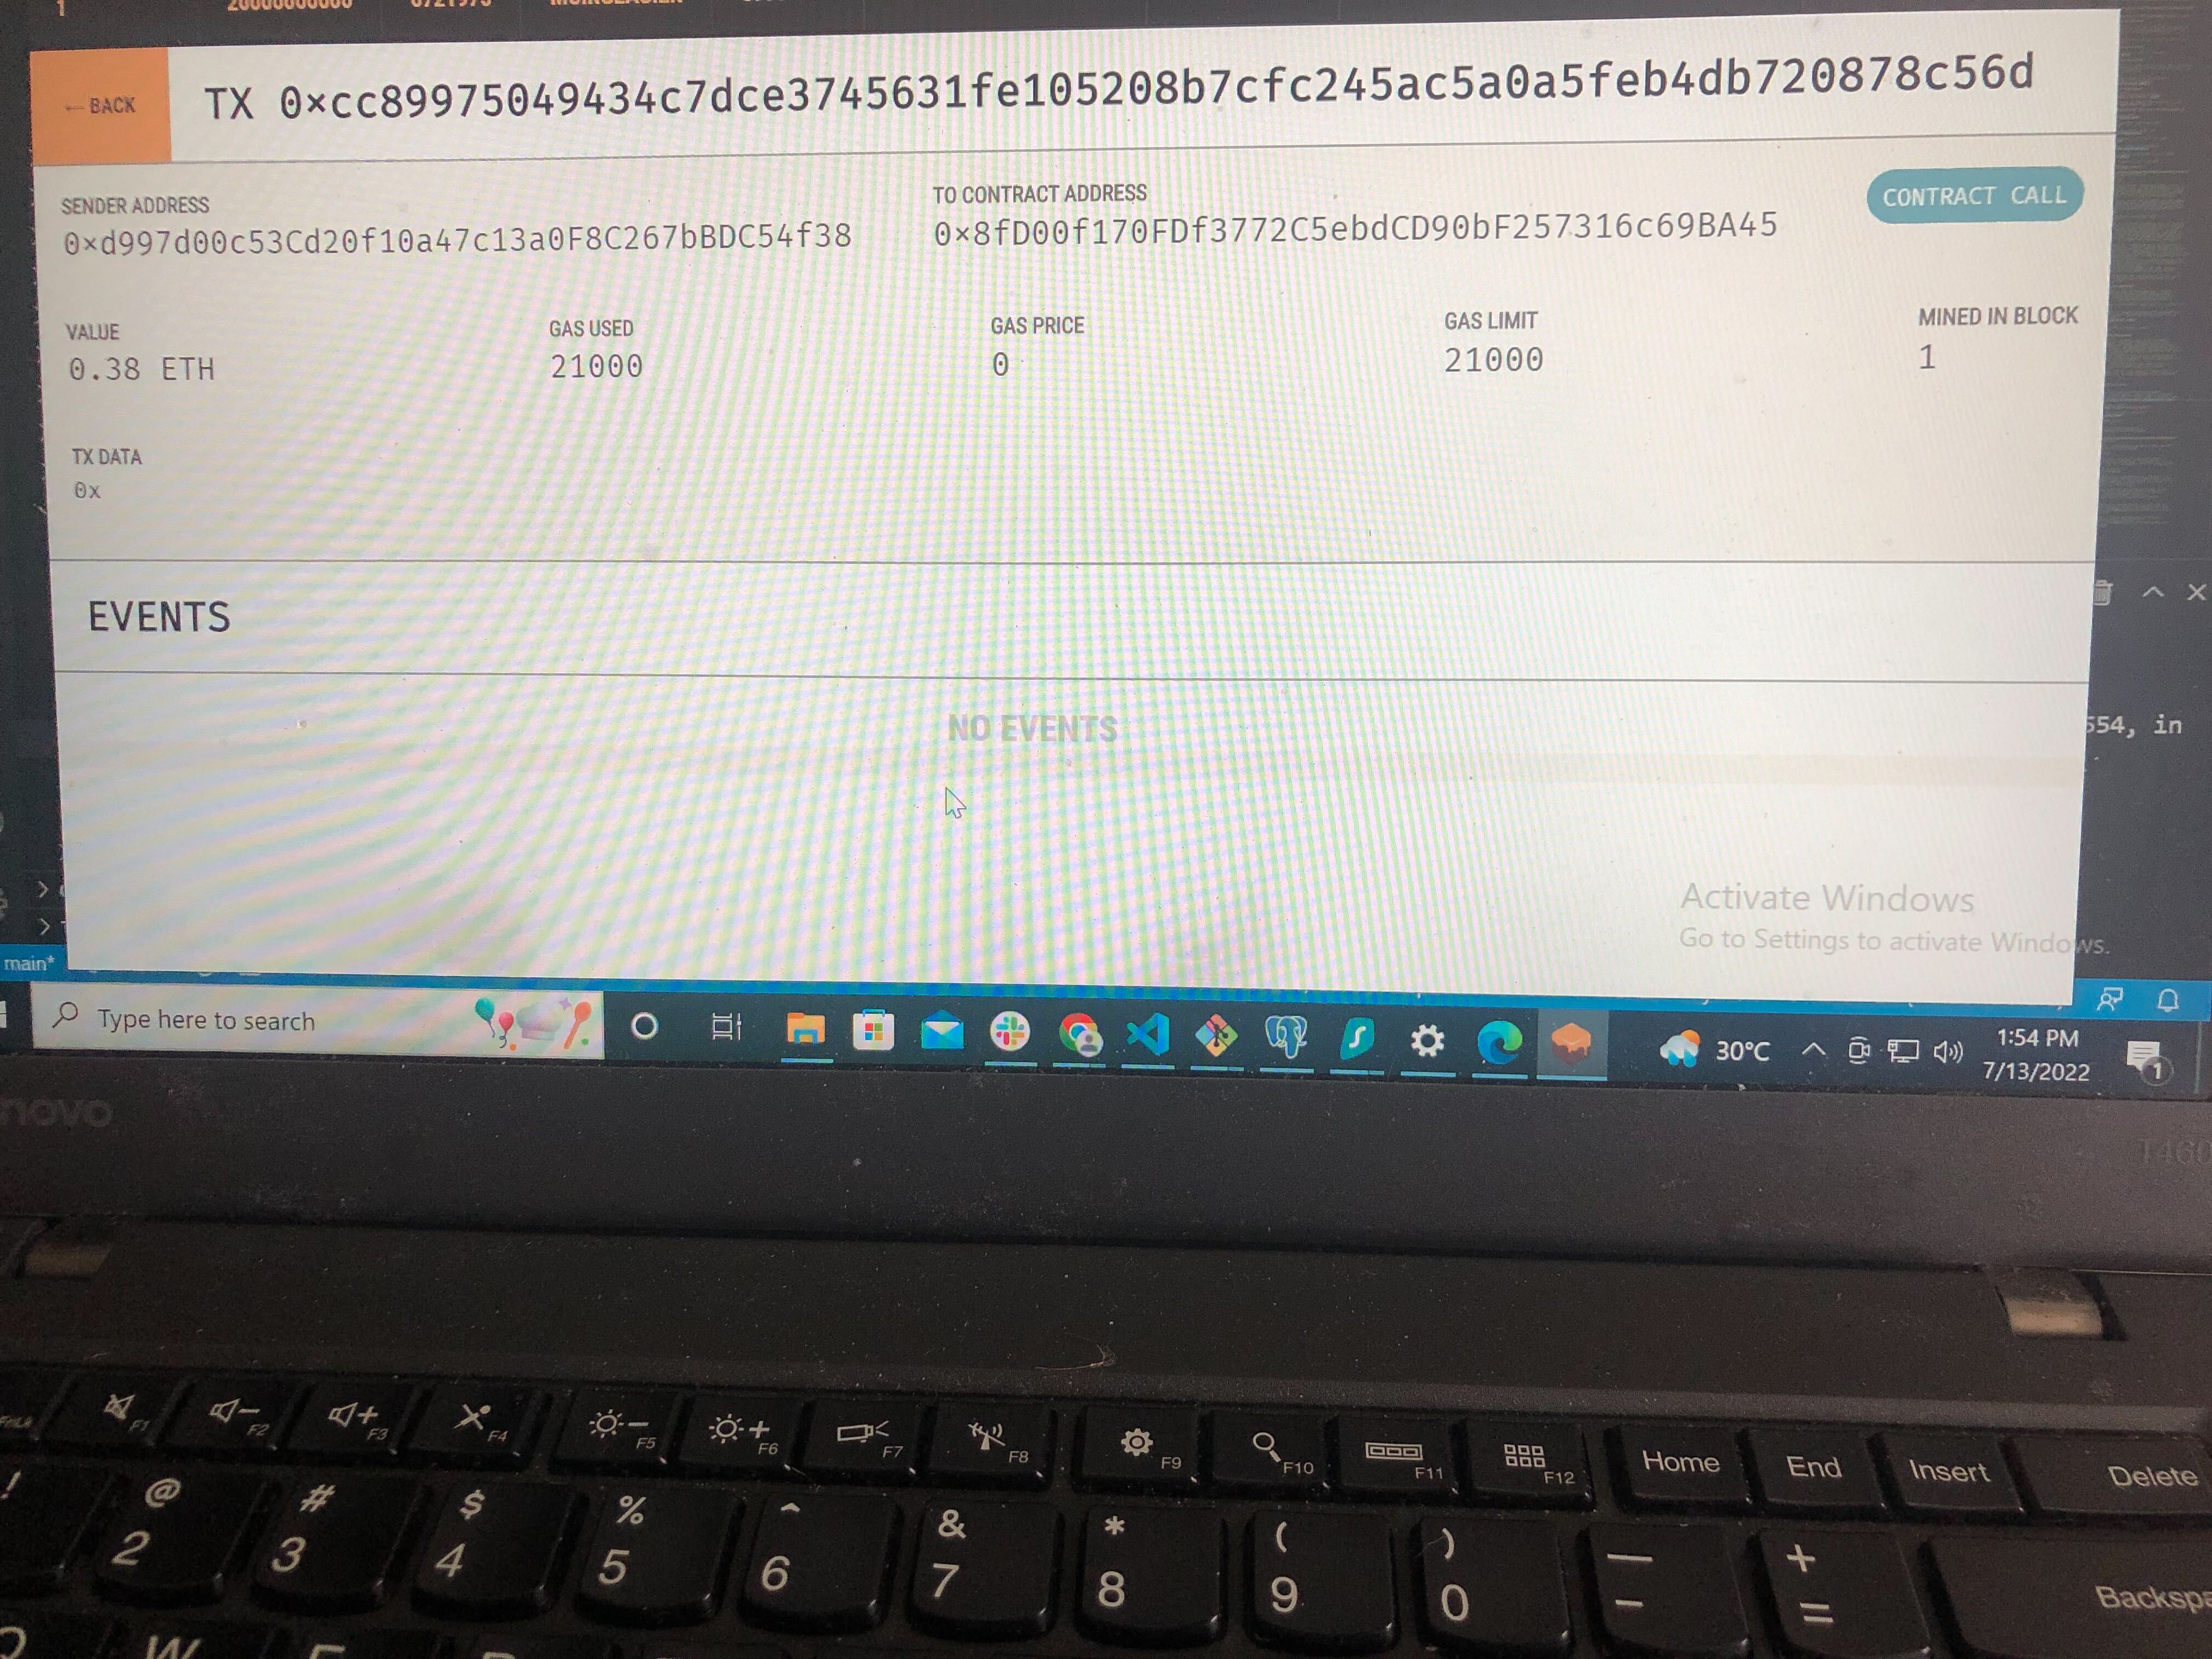 1
← BACK
TX 0×cc89975049434c7dce3745631fe105208b7cfc245ac5a0a5feb4db720878c56d
SENDER ADDRESS
0×d997d00c53Cd20f10a47c13a0F8C267bBDC54f38
TO CONTRACT ADDRESS
0×8fD00f170FDf3772C5ebdCD90bF257316c69BA45
CONTRACT CALL
VALUE
0.38 ETH
GAS USED
21000
GAS PRICE
0
GAS LIMIT
21000
MINED IN BLOCK
1
TX DATA
0x
EVENTS
NO EVENTS
554, in
Activate Windows
Go to Settings to activate Windows.
main*
Type here to search
30°C
1:54 PM
7/13/2022
1
novo
T460
F1
F2
F3
F4
F5
F6
F7
F8
F9
F10
F11
F12
Home
End
Insert
Delete
!
@ 2
# 3
$ 4
% 5
^ 6
& 7
* 8
( 9
) 0
— -
+ =
Backspa
W